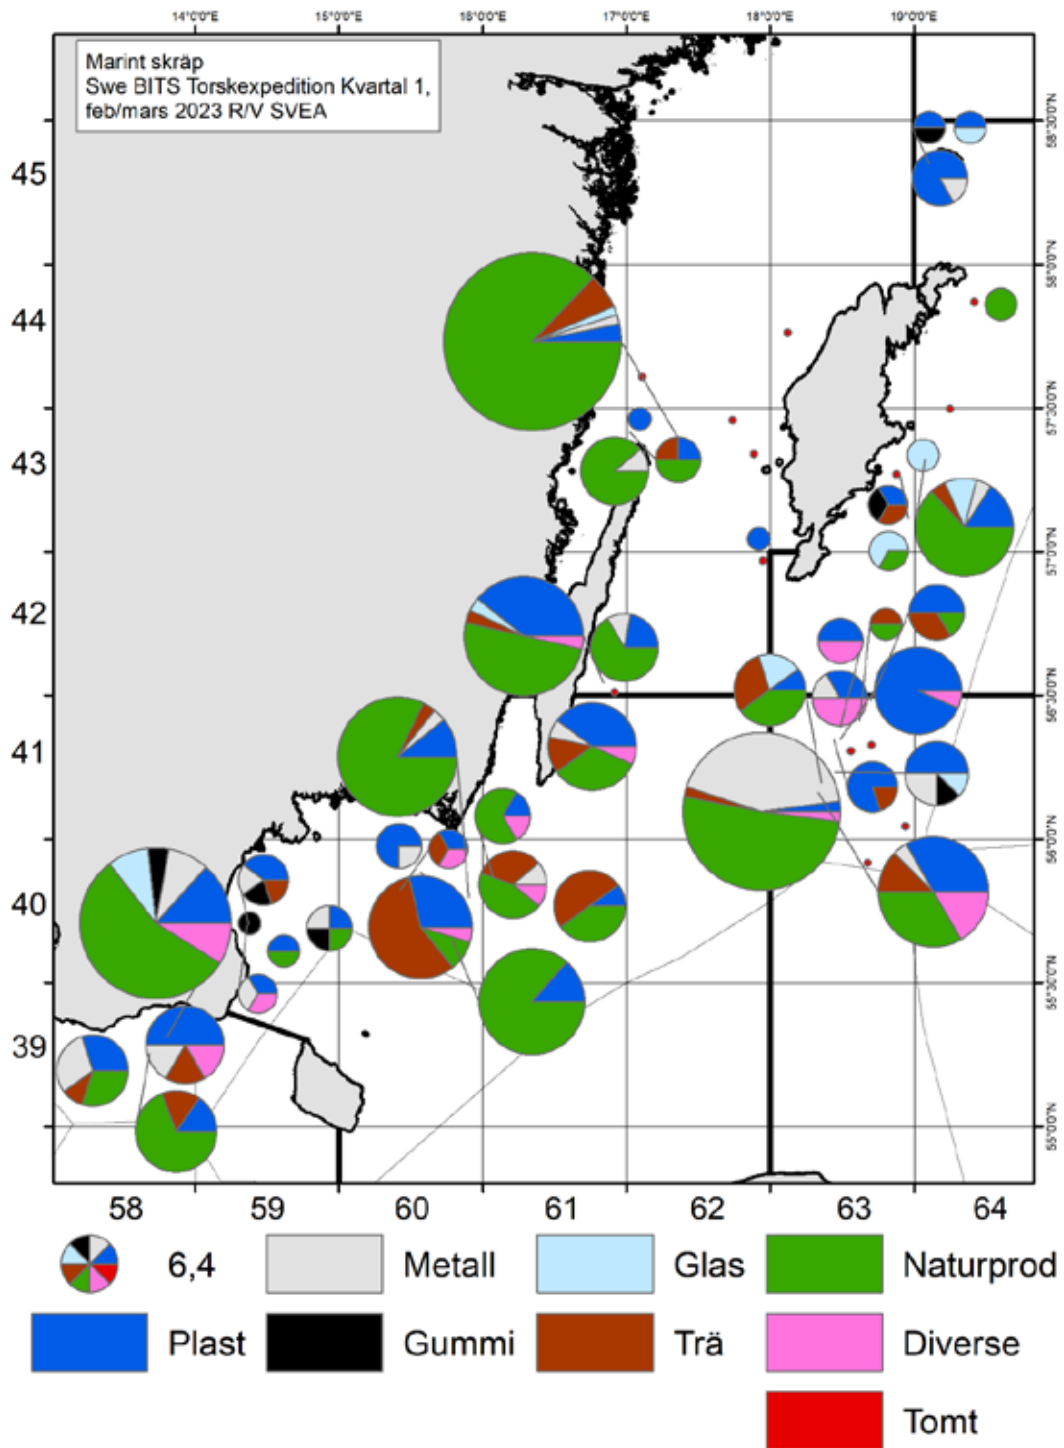 14°0'0"E 15°0'0"E 16°0'0"E 17°0'0"E 18°0'0"E 19°0'0"E
Marint skräp
Swe BITS Torskexpedition Kvartal 1,
feb/mars 2023 R/V SVEA
58°30'0"N
45
58°0'0"N
44
57°30'0"N
43
57°0'0"N
42
56°30'0"N
41
56°0'0"N
40
55°30'0"N
39
55°0'0"N
58 59 60 61 62 63 64
6,4 Metall Glas Naturprod
Plast Gummi Trä Diverse
Tomt